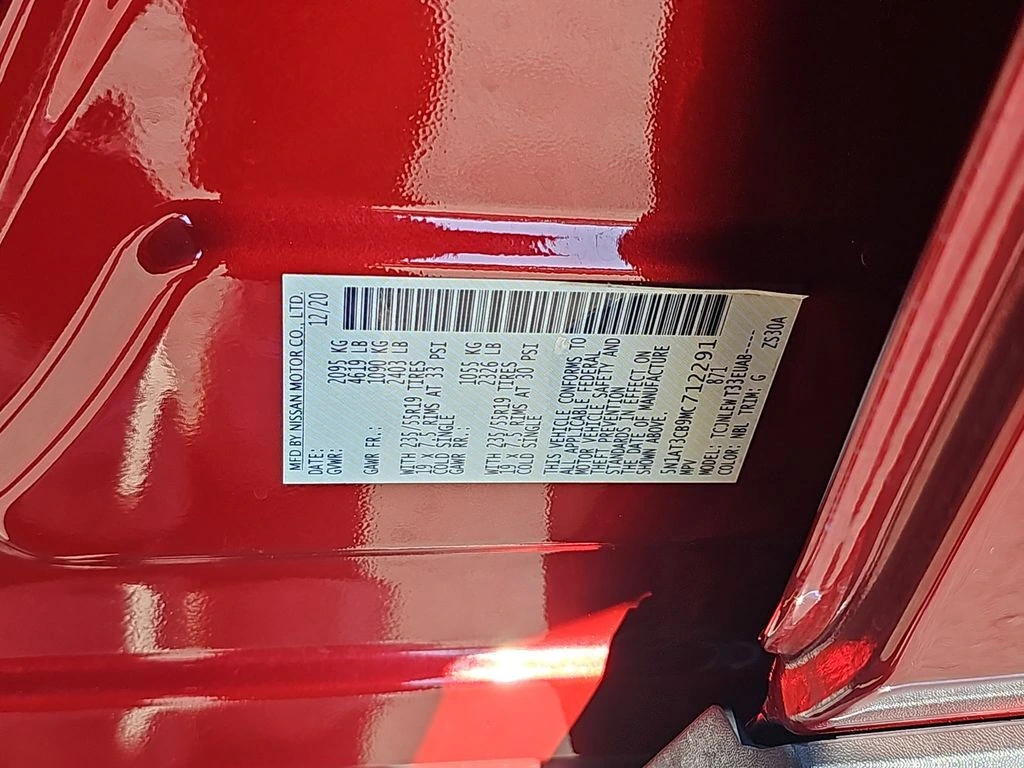 MFD BY NISSAN MOTOR CO., LTD.
DATE: 12/20
GVWR: 2095 KG
4619 LB
GAWR FR.: 1090 KG
2403 LB
WITH 235/55R19 TIRES
19 X 7.5 RIMS AT 33 PSI
COLD SINGLE
GAWR RR.: 1055 KG
2326 LB
WITH 235/55R19 TIRES
19 X 7.5 RIMS AT 30 PSI
COLD SINGLE
THIS VEHICLE CONFORMS TO
ALL APPLICABLE FEDERAL
MOTOR VEHICLE SAFETY AND
THEFT PREVENTION
STANDARDS IN EFFECT ON
THE DATE OF MANUFACTURE
SHOWN ABOVE.
5N1AT3CB9MC712291
MPV 871
MODEL: TCJNLEW T33EUAB----
COLOR: NBL TRIM: G ZS30A